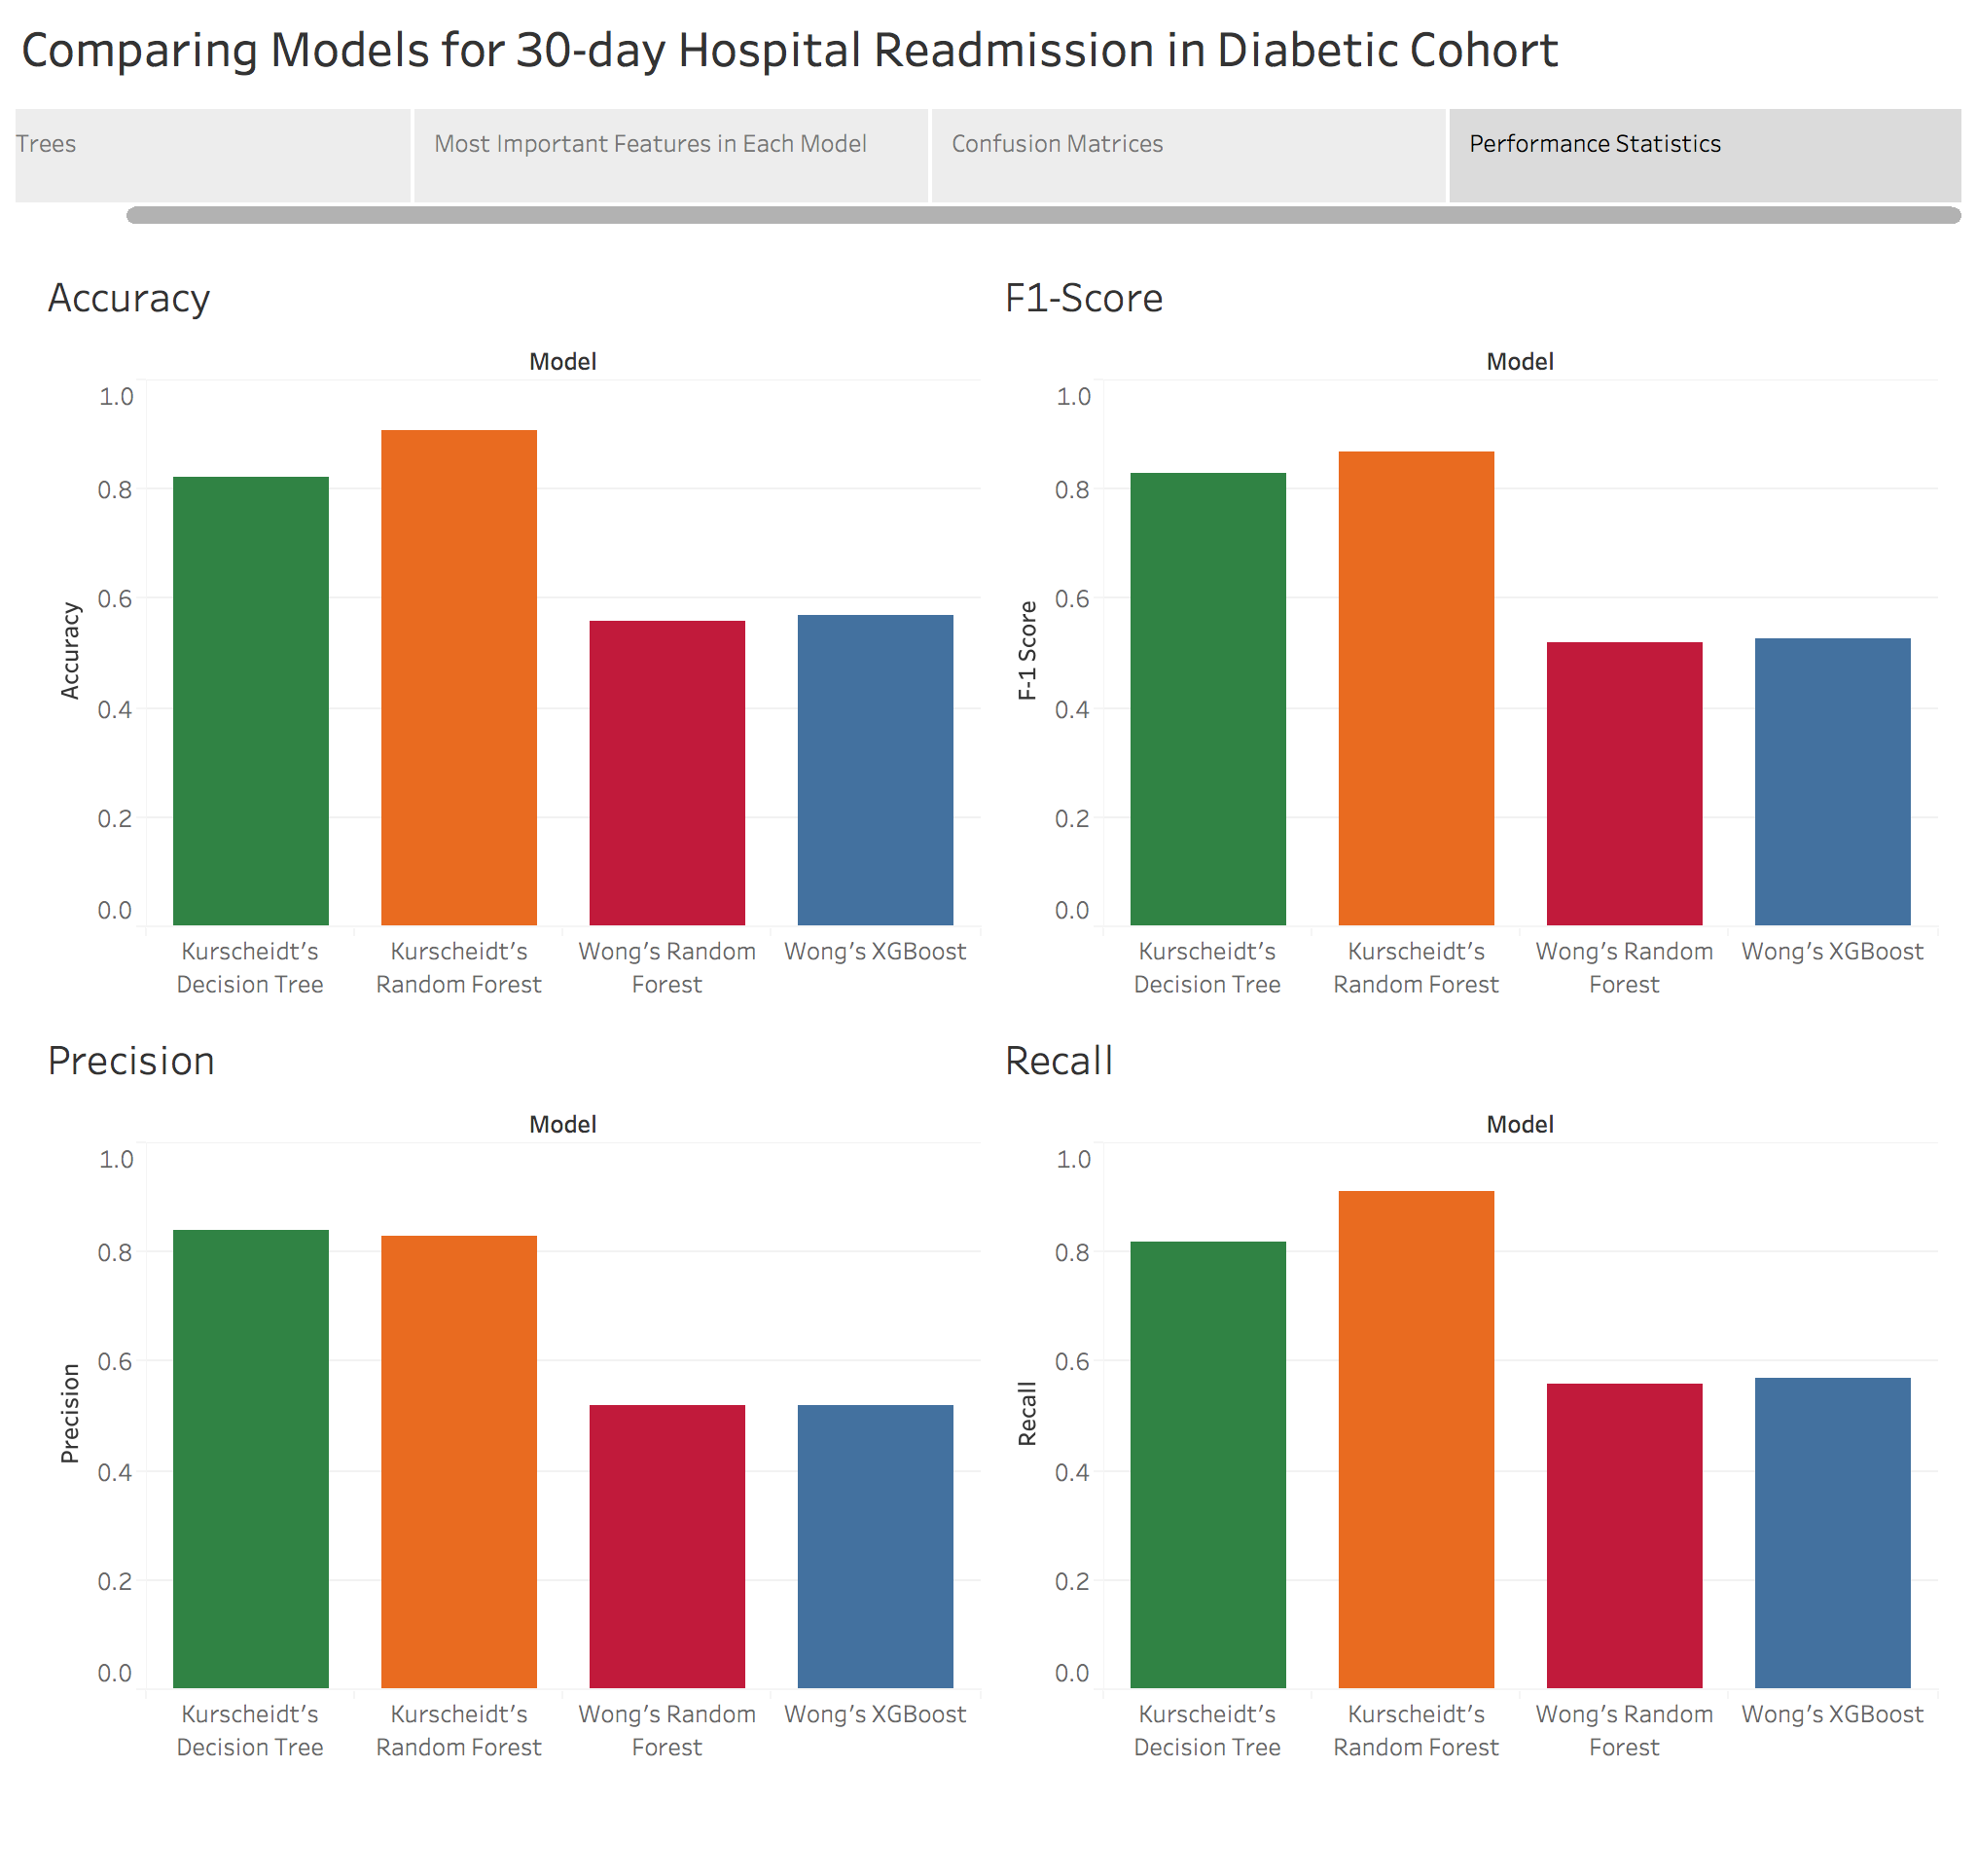 Comparing Models for 30-day Hospital Readmission in Diabetic Cohort
Trees
Most Important Features in Each Model
Confusion Matrices
Performance Statistics
Accuracy
Model
1.0
0.8
0.6
0.4
0.2
0.0
Accuracy
Kurscheidt’s
Decision Tree
Kurscheidt’s
Random Forest
Wong’s Random
Forest
Wong’s XGBoost
F1-Score
Model
1.0
0.8
0.6
0.4
0.2
0.0
F-1 Score
Kurscheidt’s
Decision Tree
Kurscheidt’s
Random Forest
Wong’s Random
Forest
Wong’s XGBoost
Precision
Model
1.0
0.8
0.6
0.4
0.2
0.0
Precision
Kurscheidt’s
Decision Tree
Kurscheidt’s
Random Forest
Wong’s Random
Forest
Wong’s XGBoost
Recall
Model
1.0
0.8
0.6
0.4
0.2
0.0
Recall
Kurscheidt’s
Decision Tree
Kurscheidt’s
Random Forest
Wong’s Random
Forest
Wong’s XGBoost